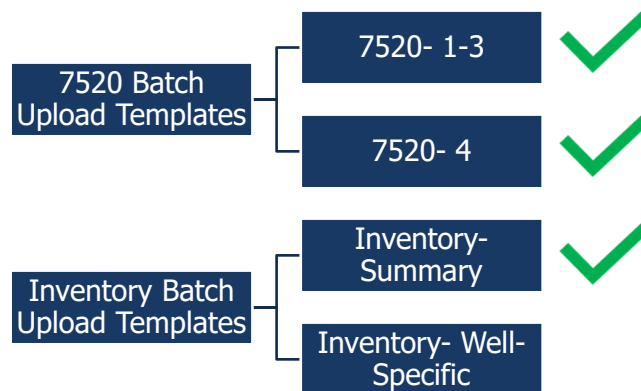 7520- 1-3
7520 Batch
Upload Templates
7520- 4
Inventory-
Summary
Inventory Batch
Upload Templates
Inventory- Well-
Specific